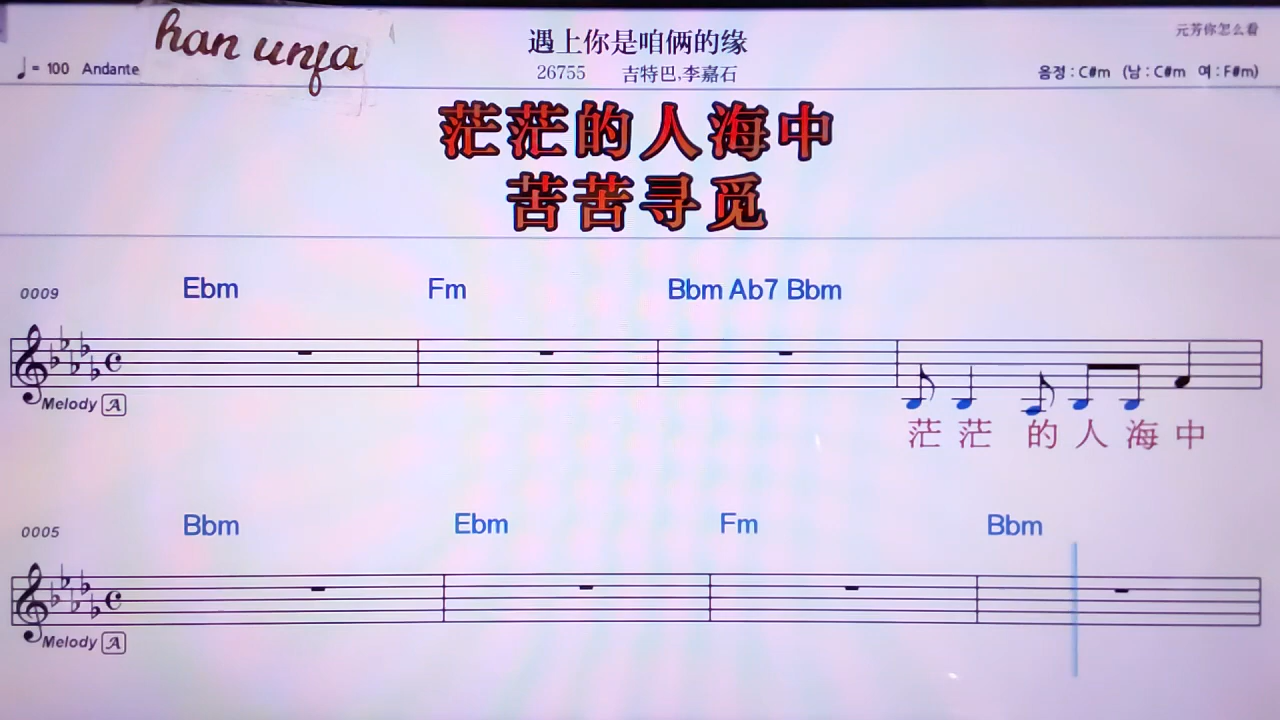 han unfa
遇上你是咱俩的缘
元芳你怎么看
♩= 100 Andante
26755 吉特巴.李嘉石
음정 : C#m (남 : C#m 여 : F#m)
茫茫的人海中
苦苦寻觅
0009 Ebm Fm Bbm Ab7 Bbm
Melody A
茫 茫 的 人 海 中
0005 Bbm Ebm Fm Bbm
Melody A